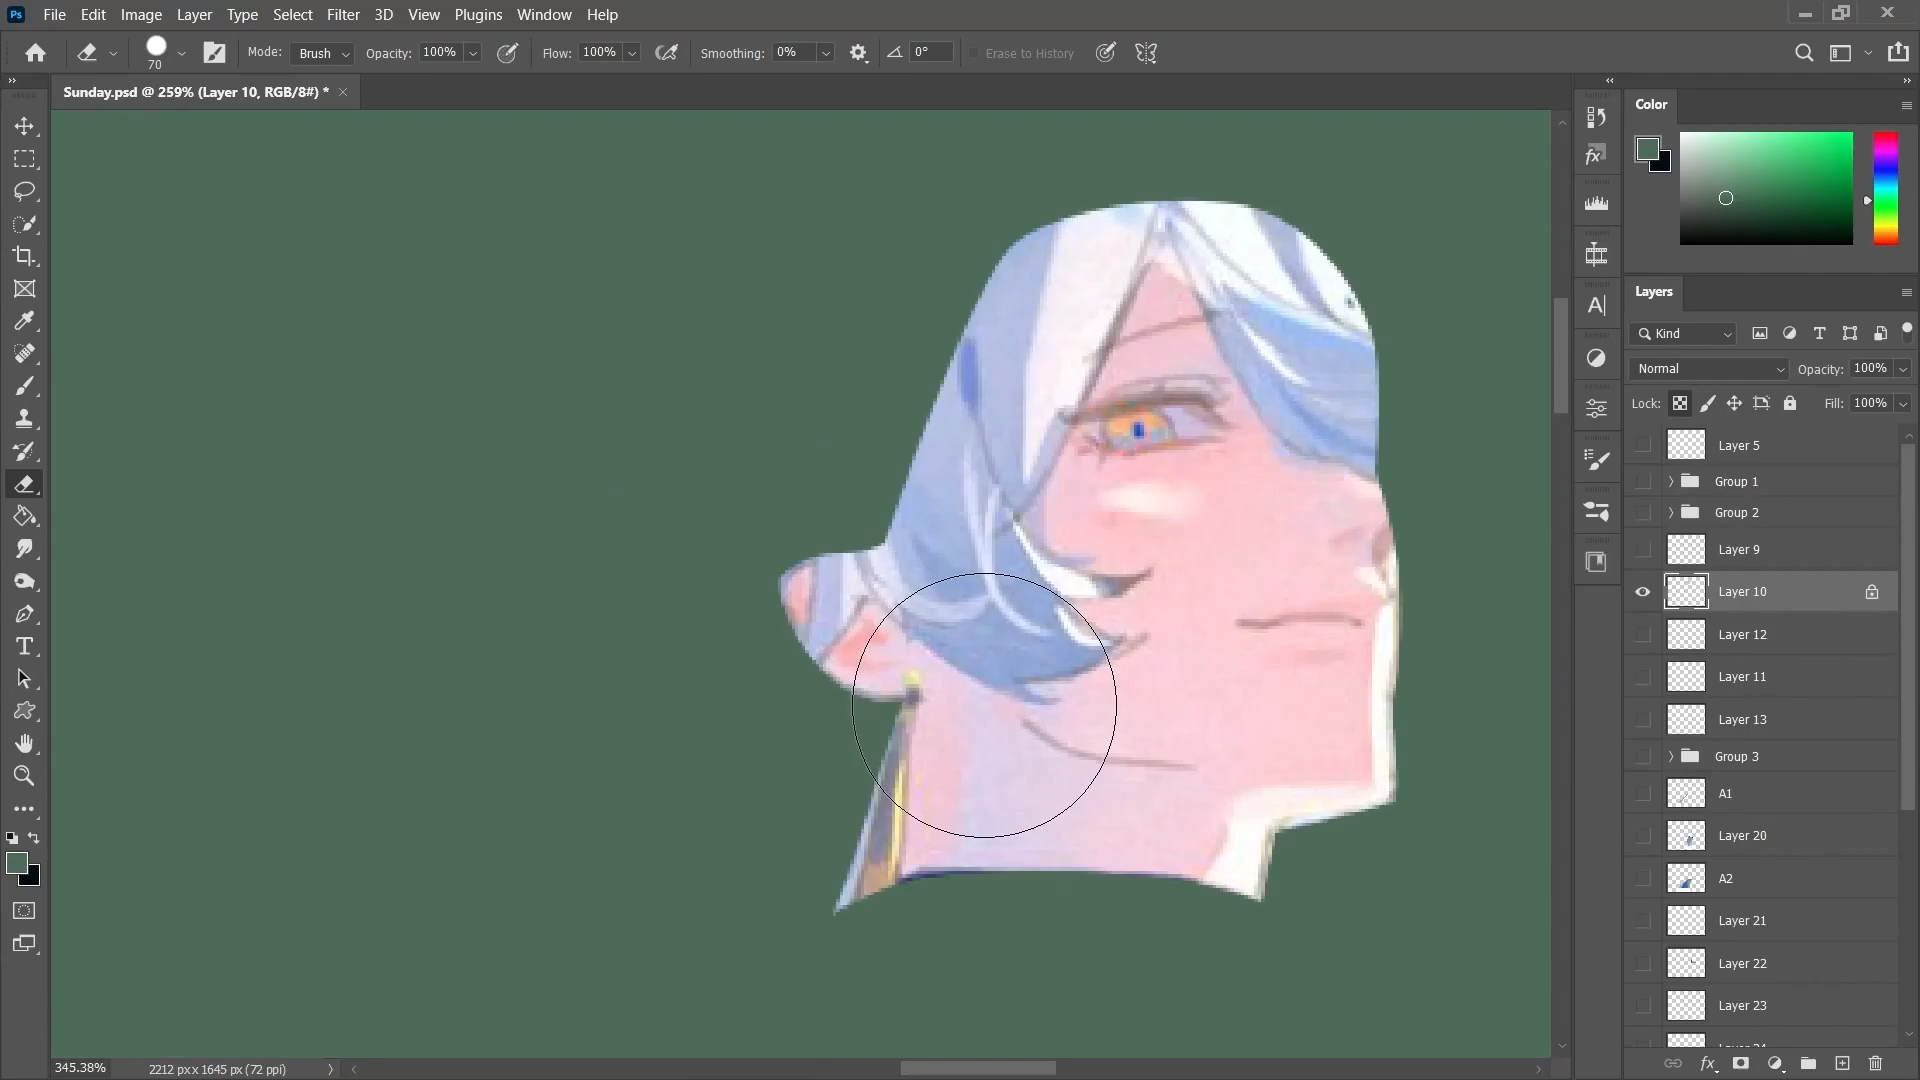 Ps File Edit Image Layer Type Select Filter 3D View Plugins Window Help
70 Mode: Brush Opacity: 100% Flow: 100% Smoothing: 0% 0° Erase to History
Sunday.psd @ 259% (Layer 10, RGB/8#) *
Color
Layers
Kind
Normal Opacity: 100%
Lock: Fill: 100%
Layer 5
Group 1
Group 2
Layer 9
Layer 10
Layer 12
Layer 11
Layer 13
Group 3
A1
Layer 20
A2
Layer 21
Layer 22
Layer 23
345.38% 2212 px x 1645 px (72 ppi)